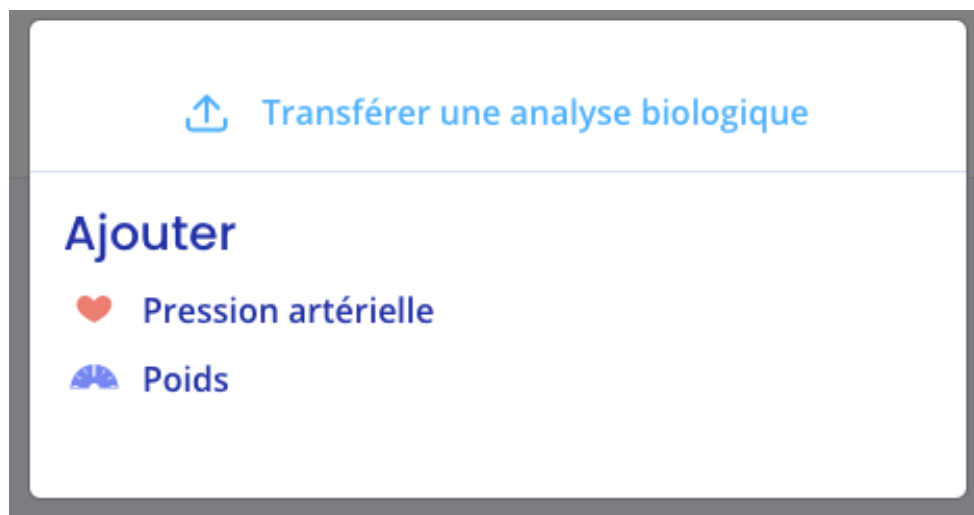 Transférer une analyse biologique
Ajouter
Pression artérielle
Poids